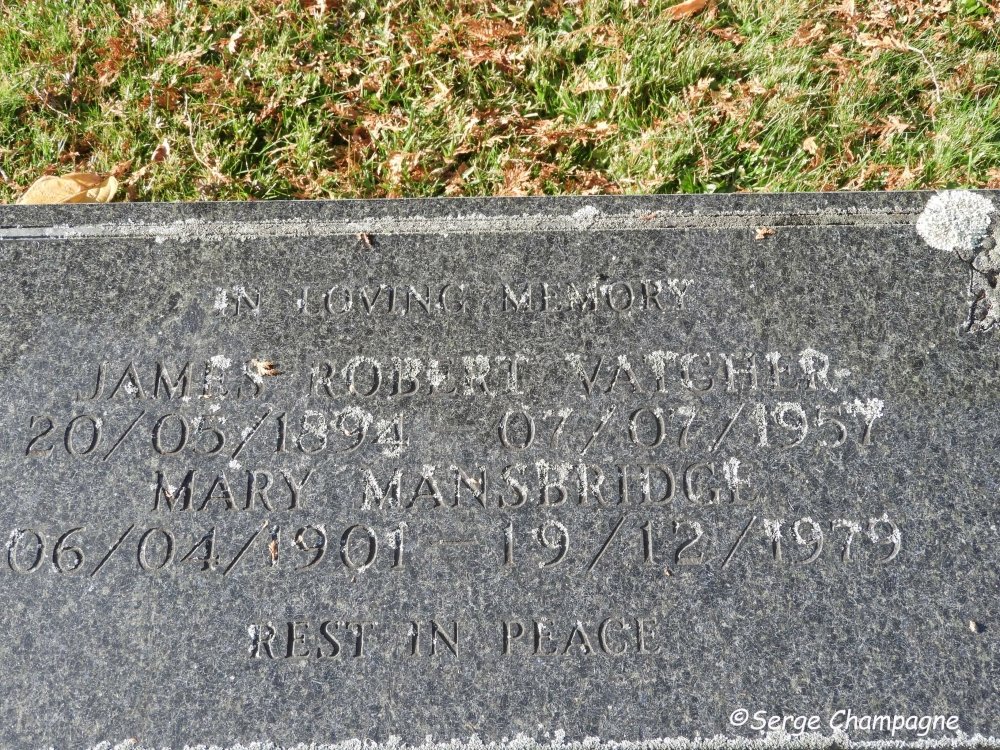 IN LOVING MEMORY
JAMES ROBERT VATCHER
20/05/1894 07/07/1957
MARY MANSBRIDGE
06/04/1901 - 19/12/1979
REST IN PEACE
©Serge Champagne